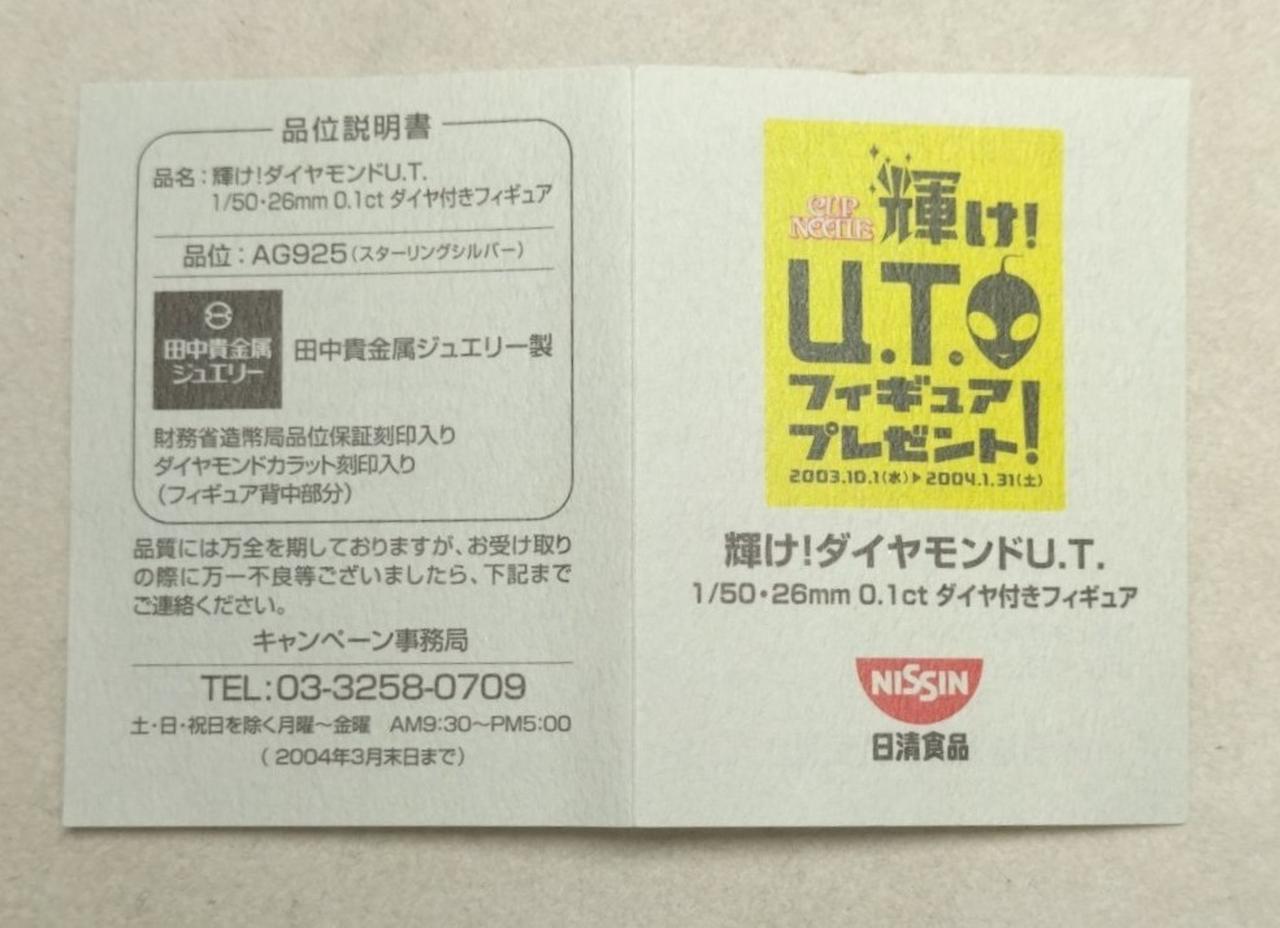 品位説明書
品名：輝け！ダイヤモンドU.T.
1/50・26mm 0.1ct ダイヤ付きフィギュア
品位：AG925（スターリングシルバー）
田中貴金属
ジュエリー
田中貴金属ジュエリー製
財務省造幣局品位保証刻印入り
ダイヤモンドカラット刻印入り
（フィギュア背中部分）
品質には万全を期しておりますが、お受け取り
の際に万一不良等ございましたら、下記まで
ご連絡ください。
キャンペーン事務局
TEL：03-3258-0709
土・日・祝日を除く月曜～金曜　AM9:30～PM5:00
（ 2004年3月末日まで）
CUP
NOODLE
輝け！
U.T.
フィギュア
プレゼント！
2003.10.1（水）▶2004.1.31（土）
輝け！ダイヤモンドU.T.
1/50・26mm 0.1ct ダイヤ付きフィギュア
NISSIN
日清食品